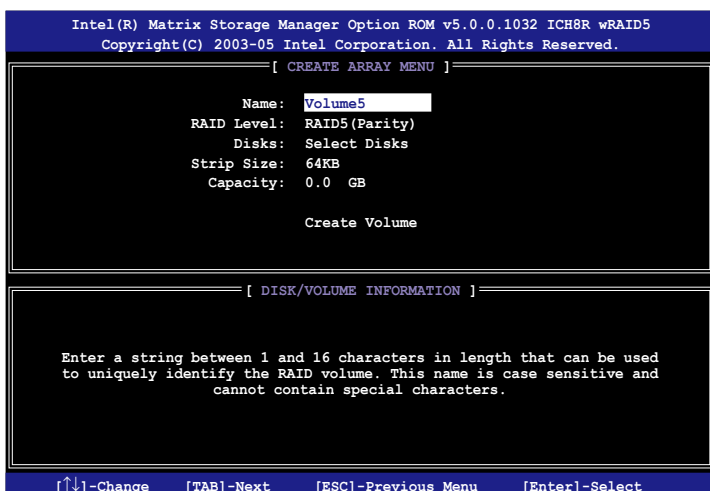 Intel(R) Matrix Storage Manager Option ROM v5.0.0.1032 ICH8R wRAID5
Copyright(C) 2003-05 Intel Corporation. All Rights Reserved.
[ CREATE ARRAY MENU ]
Name: Volume5
RAID Level: RAID5(Parity)
Disks: Select Disks
Strip Size: 64KB
Capacity: 0.0 GB
Create Volume
[ DISK/VOLUME INFORMATION ]
Enter a string between 1 and 16 characters in length that can be used
to uniquely identify the RAID volume. This name is case sensitive and
cannot contain special characters.
[↑↓]-Change [TAB]-Next [ESC]-Previous Menu [Enter]-Select